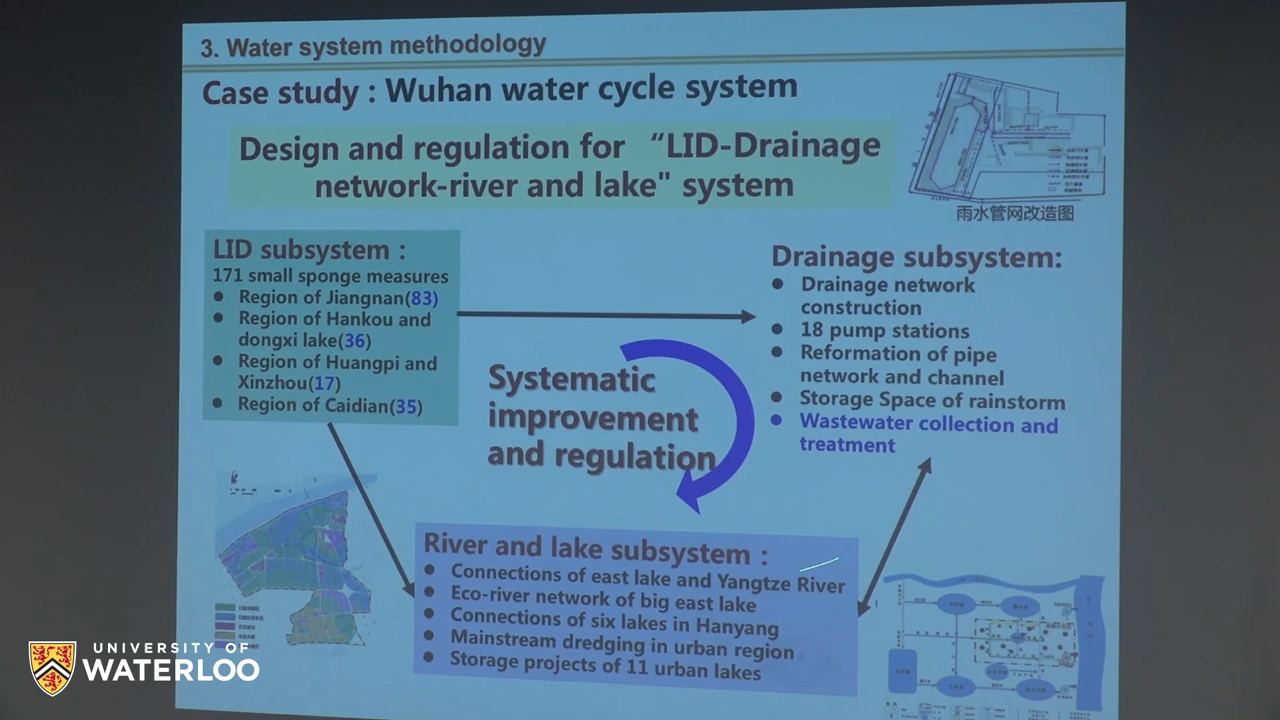 3. Water system methodology
Case study : Wuhan water cycle system
Design and regulation for “LID-Drainage
network-river and lake" system
雨水管网改造图
LID subsystem :
171 small sponge measures
● Region of Jiangnan(83)
● Region of Hankou and
dongxi lake(36)
● Region of Huangpi and
Xinzhou(17)
● Region of Caidian(35)
Drainage subsystem:
● Drainage network
construction
● 18 pump stations
● Reformation of pipe
network and channel
● Storage Space of rainstorm
● Wastewater collection and
treatment
Systematic
improvement
and regulation
River and lake subsystem :
● Connections of east lake and Yangtze River
● Eco-river network of big east lake
● Connections of six lakes in Hanyang
● Mainstream dredging in urban region
● Storage projects of 11 urban lakes
UNIVERSITY OF
WATERLOO